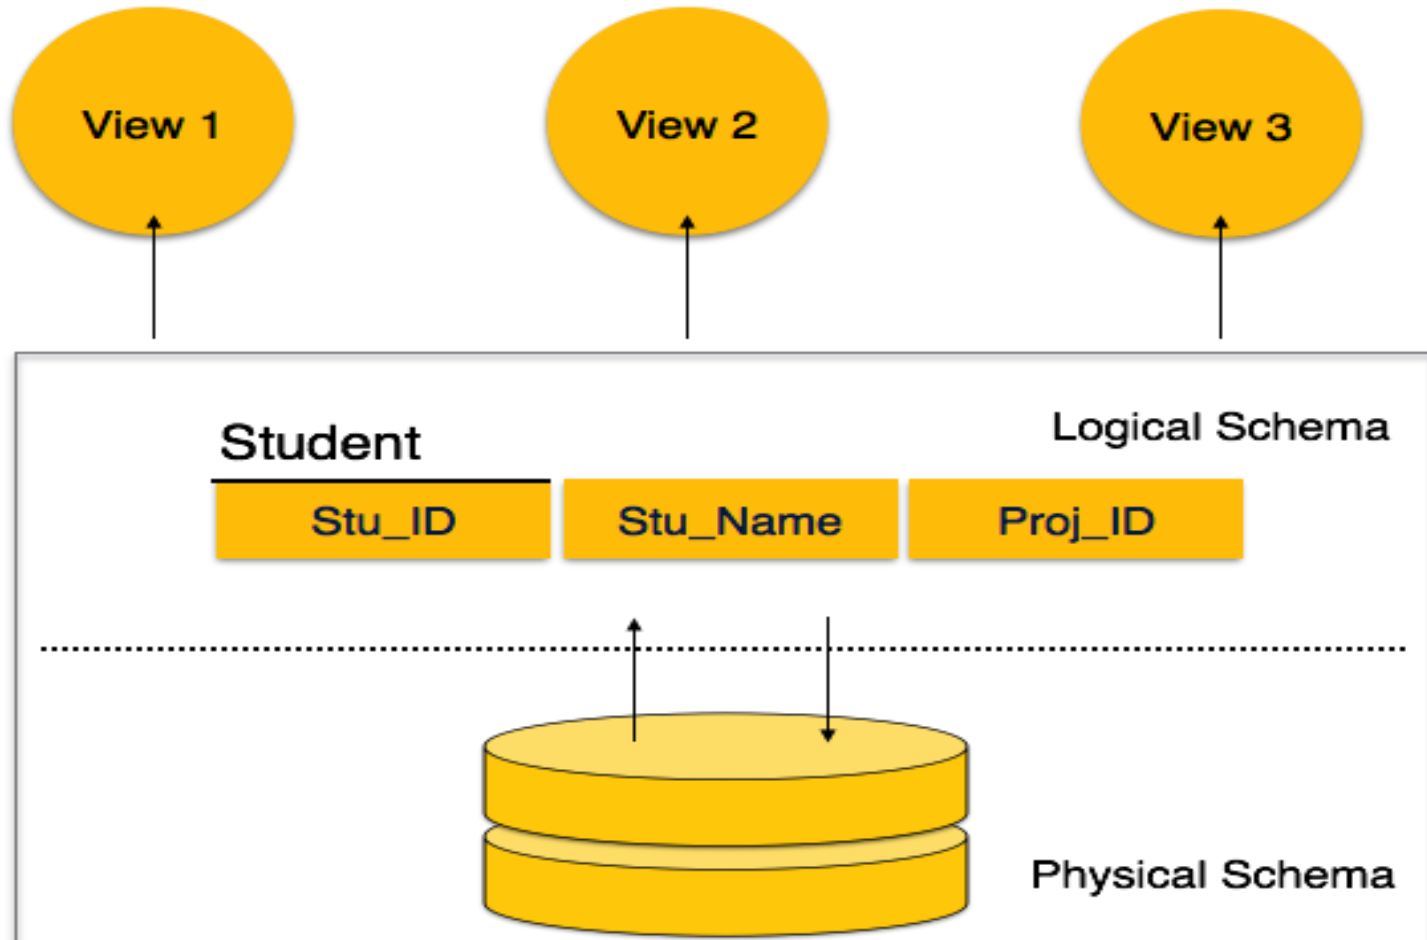 View 1
View 2
View 3
Logical Schema
Student
Stu_ID
Stu_Name
Proj_ID
Physical Schema